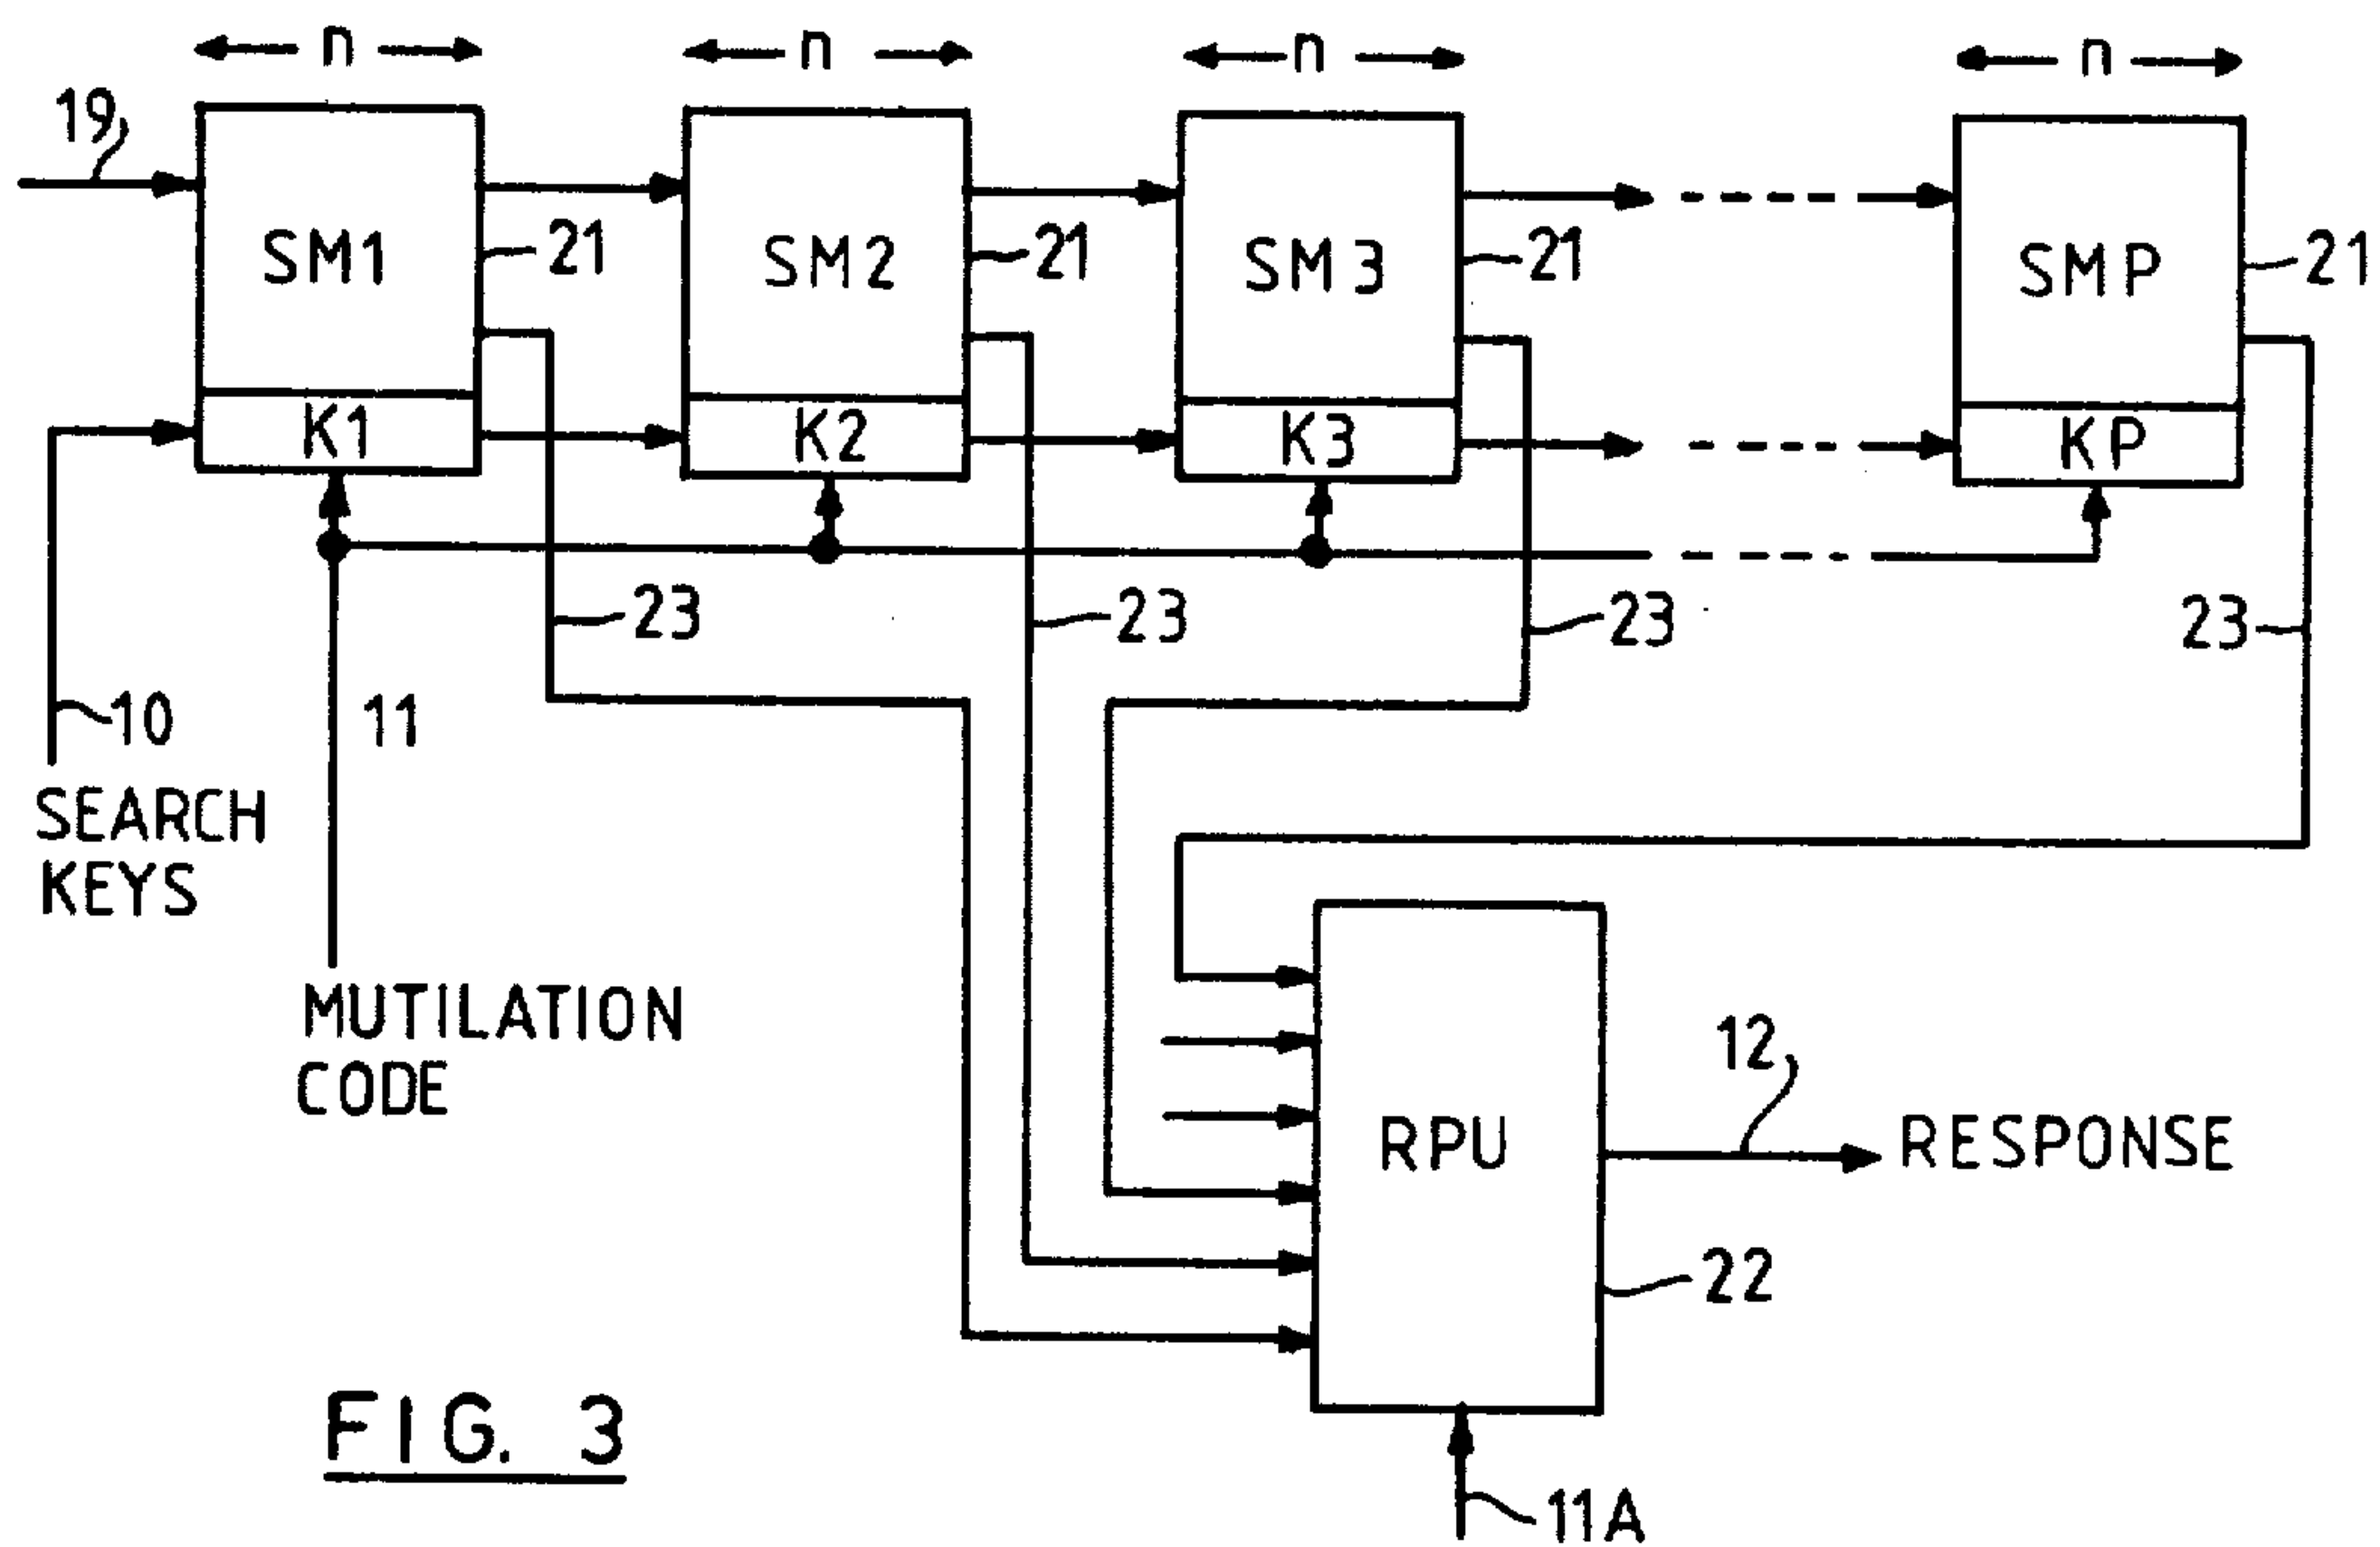 n n n n
19
SM1 21 SM2 21 SM3 21 SMP 21
K1 K2 K3 KP
23 23 23 23
10 11
SEARCH
KEYS
MUTILATION
CODE
12
RPU RESPONSE
22
FIG. 3
11A